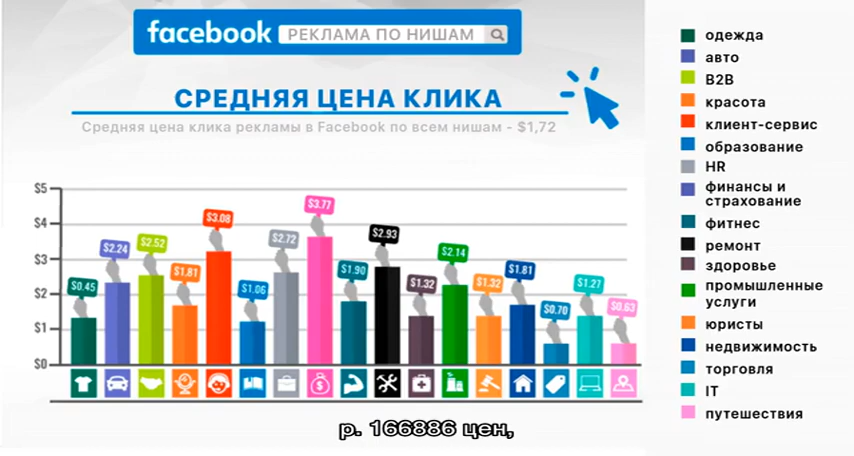 facebook РЕКЛАМА ПО НИШАМ
СРЕДНЯЯ ЦЕНА КЛИКА
Средняя цена клика рекламы в Facebook по всем нишам - $1,72
$5
$4
$3
$2
$1
$0
$0.45
$2.24
$2.52
$1.81
$3.08
$1.06
$2.72
$3.77
$1.90
$2.93
$1.32
$2.14
$1.32
$1.81
$0.70
$1.27
$0.63
одежда
авто
B2B
красота
клиент-сервис
образование
HR
финансы и
страхование
фитнес
ремонт
здоровье
промышленные
услуги
юристы
недвижимость
торговля
IT
путешествия
р. 166886 цен,